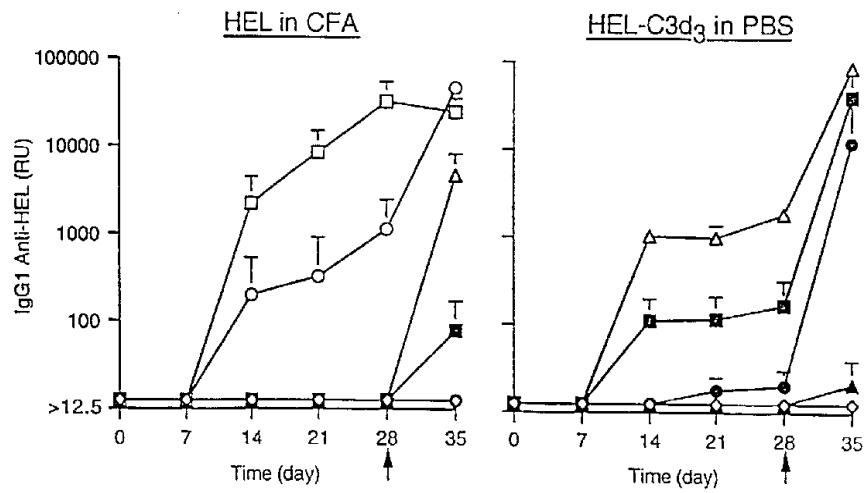 HEL in CFA
HEL-C3d3 in PBS
100000
10000
1000
100
>12.5
IgG1 Anti-HEL (RU)
0 7 14 21 28 35
Time (day)
0 7 14 21 28 35
Time (day)